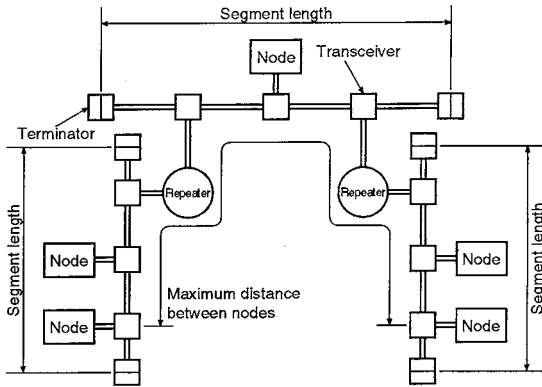 Segment length
Node
Transceiver
Terminator
Repeater
Repeater
Segment length
Node
Node
Maximum distance
between nodes
Node
Node
Segment length